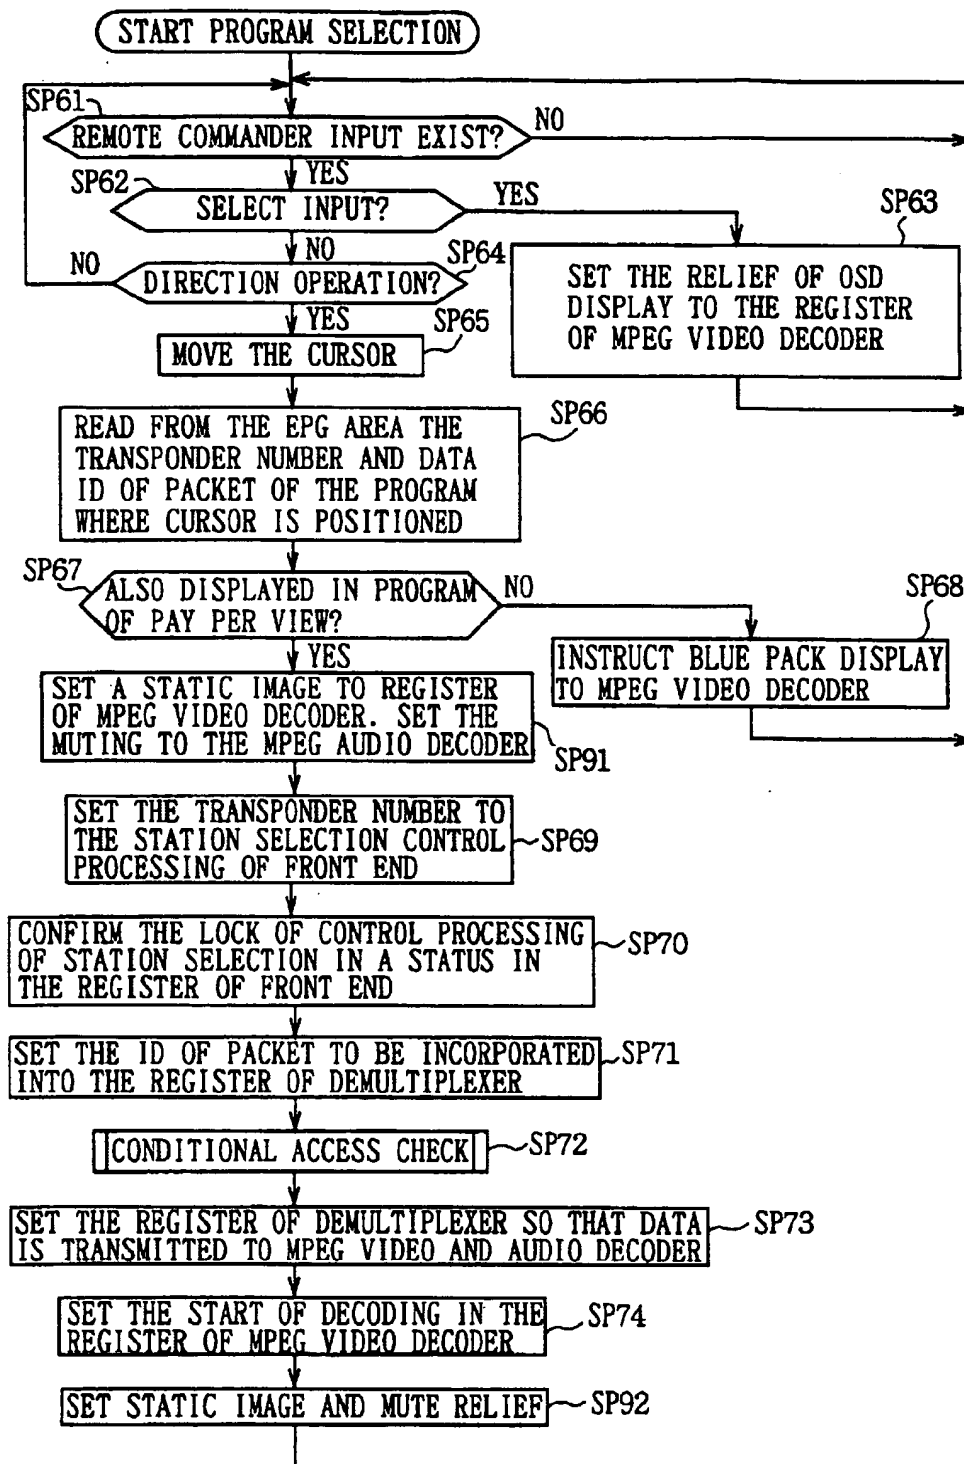 START PROGRAM SELECTION
SP61
REMOTE COMMANDER INPUT EXIST?
NO
YES
SP62
SELECT INPUT?
YES
SP63
SET THE RELIEF OF OSD
DISPLAY TO THE REGISTER
OF MPEG VIDEO DECODER
NO
SP64
NO
DIRECTION OPERATION?
YES
SP65
MOVE THE CURSOR
SP66
READ FROM THE EPG AREA THE
TRANSPONDER NUMBER AND DATA
ID OF PACKET OF THE PROGRAM
WHERE CURSOR IS POSITIONED
SP67
ALSO DISPLAYED IN PROGRAM
OF PAY PER VIEW?
NO
SP68
INSTRUCT BLUE PACK DISPLAY
TO MPEG VIDEO DECODER
YES
SET A STATIC IMAGE TO REGISTER
OF MPEG VIDEO DECODER. SET THE
MUTING TO THE MPEG AUDIO DECODER
SP91
SET THE TRANSPONDER NUMBER TO
THE STATION SELECTION CONTROL
PROCESSING OF FRONT END
SP69
CONFIRM THE LOCK OF CONTROL PROCESSING
OF STATION SELECTION IN A STATUS IN
THE REGISTER OF FRONT END
SP70
SET THE ID OF PACKET TO BE INCORPORATED
INTO THE REGISTER OF DEMULTIPLEXER
SP71
CONDITIONAL ACCESS CHECK
SP72
SET THE REGISTER OF DEMULTIPLEXER SO THAT DATA
IS TRANSMITTED TO MPEG VIDEO AND AUDIO DECODER
SP73
SET THE START OF DECODING IN THE
REGISTER OF MPEG VIDEO DECODER
SP74
SET STATIC IMAGE AND MUTE RELIEF
SP92